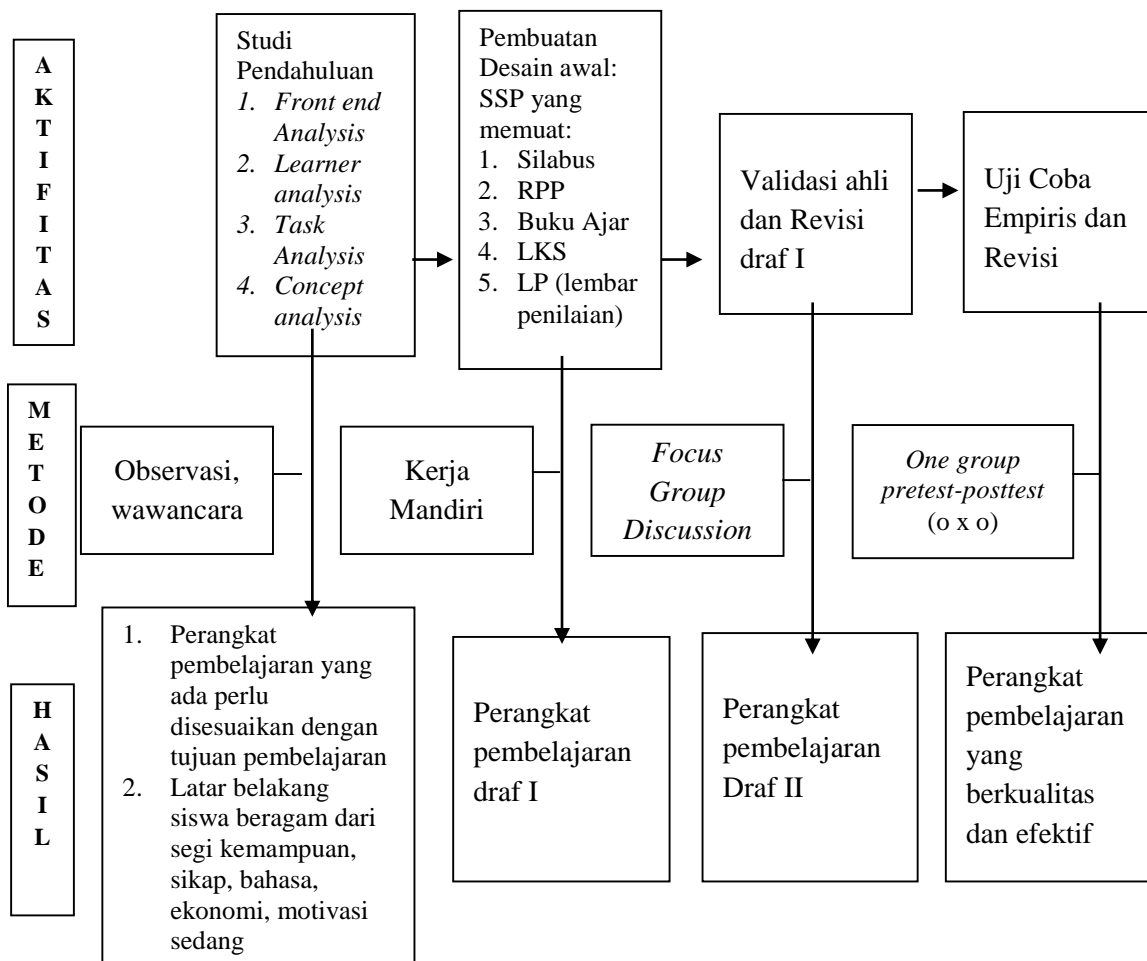 AKTIFITAS
Studi
Pendahuluan
1. Front end
Analysis
2. Learner
analysis
3. Task
Analysis
4. Concept
analysis
Pembuatan
Desain awal:
SSP yang
memuat:
1. Silabus
2. RPP
3. Buku Ajar
4. LKS
5. LP (lembar
penilaian)
Validasi ahli
dan Revisi
draf I
Uji Coba
Empiris dan
Revisi
METODE
Observasi,
wawancara
Kerja
Mandiri
Focus
Group
Discussion
One group
pretest-posttest
(o x o)
HASIL
1. Perangkat
pembelajaran yang
ada perlu
disesuaikan dengan
tujuan pembelajaran
2. Latar belakang
siswa beragam dari
segi kemampuan,
sikap, bahasa,
ekonomi, motivasi
sedang
Perangkat
pembelajaran
draf I
Perangkat
pembelajaran
Draf II
Perangkat
pembelajaran
yang
berkualitas
dan efektif